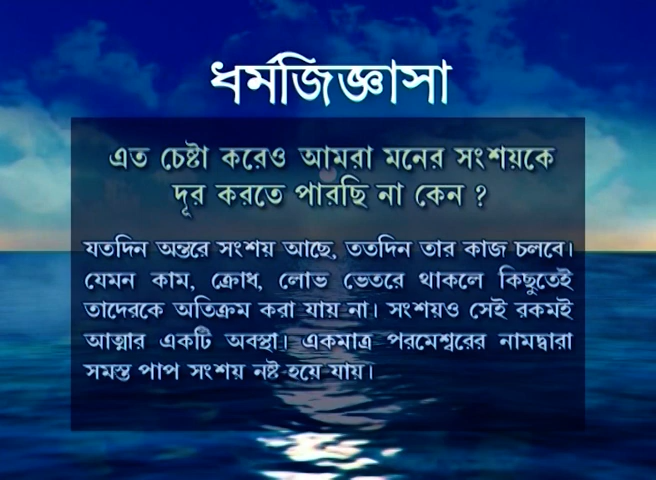 ধর্মজিজ্ঞাসা
এত চেষ্টা করেও আমরা মনের সংশয়কে
দূর করতে পারছি না কেন ?
যতদিন অন্তরে সংশয় আছে, ততদিন তার কাজ চলবে।
যেমন কাম, ক্রোধ, লোভ ভেতরে থাকলে কিছুতেই
তাদেরকে অতিক্রম করা যায় না। সংশয়ও সেই রকমই
আত্মার একটি অবস্থা। একমাত্র পরমেশ্বরের নামদ্বারা
সমস্ত পাপ সংশয় নষ্ট হয়ে যায়।